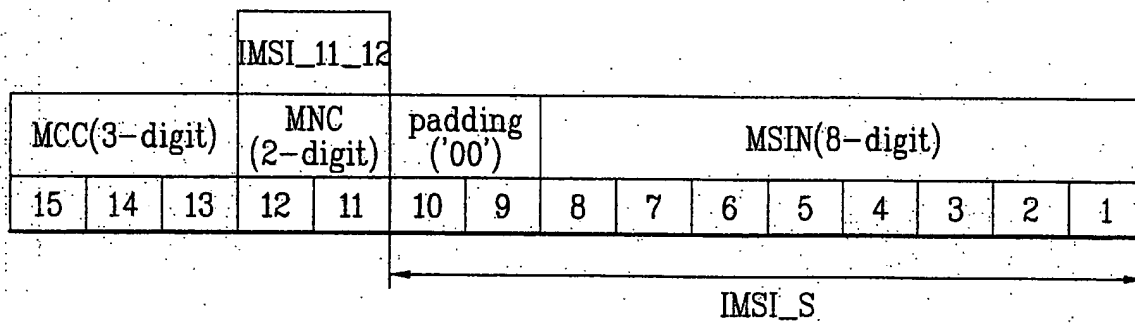 IMSI_11_12
MCC(3-digit) MNC (2-digit) padding ('00') MSIN(8-digit)
15 14 13 12 11 10 9 8 7 6 5 4 3 2 1
IMSI_S